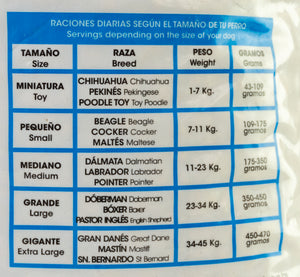 RACIONES DIARIAS SEGÚN EL TAMAÑO DE TU PERRO
Servings depending on the size of your dog
TAMAÑO RAZA PESO GRAMOS
Size Breed Weight Grams
MINIATURA CHIHUAHUA Chihuahua 1-7 Kg. 43-109
Toy PEKINÉS Pekingese gramos
POODLE TOY Toy Poodle
PEQUEÑO BEAGLE Beagle 7-11 Kg. 109-175
Small COCKER Cocker gramos
MALTÉS Maltese
MEDIANO DÁLMATA Dalmatian 11-23 Kg. 175-350
Medium LABRADOR Labrador gramos
POINTER Pointer
GRANDE DÓBERMAN Doberman 23-34 Kg. 350-450
Large BÓXER Boxer gramos
PASTOR INGLÉS English Shepherd
GIGANTE GRAN DANÉS Great Dane 34-45 Kg. 450-470
Extra Large MASTÍN Mastiff gramos
SN. BERNARDO St Bernard